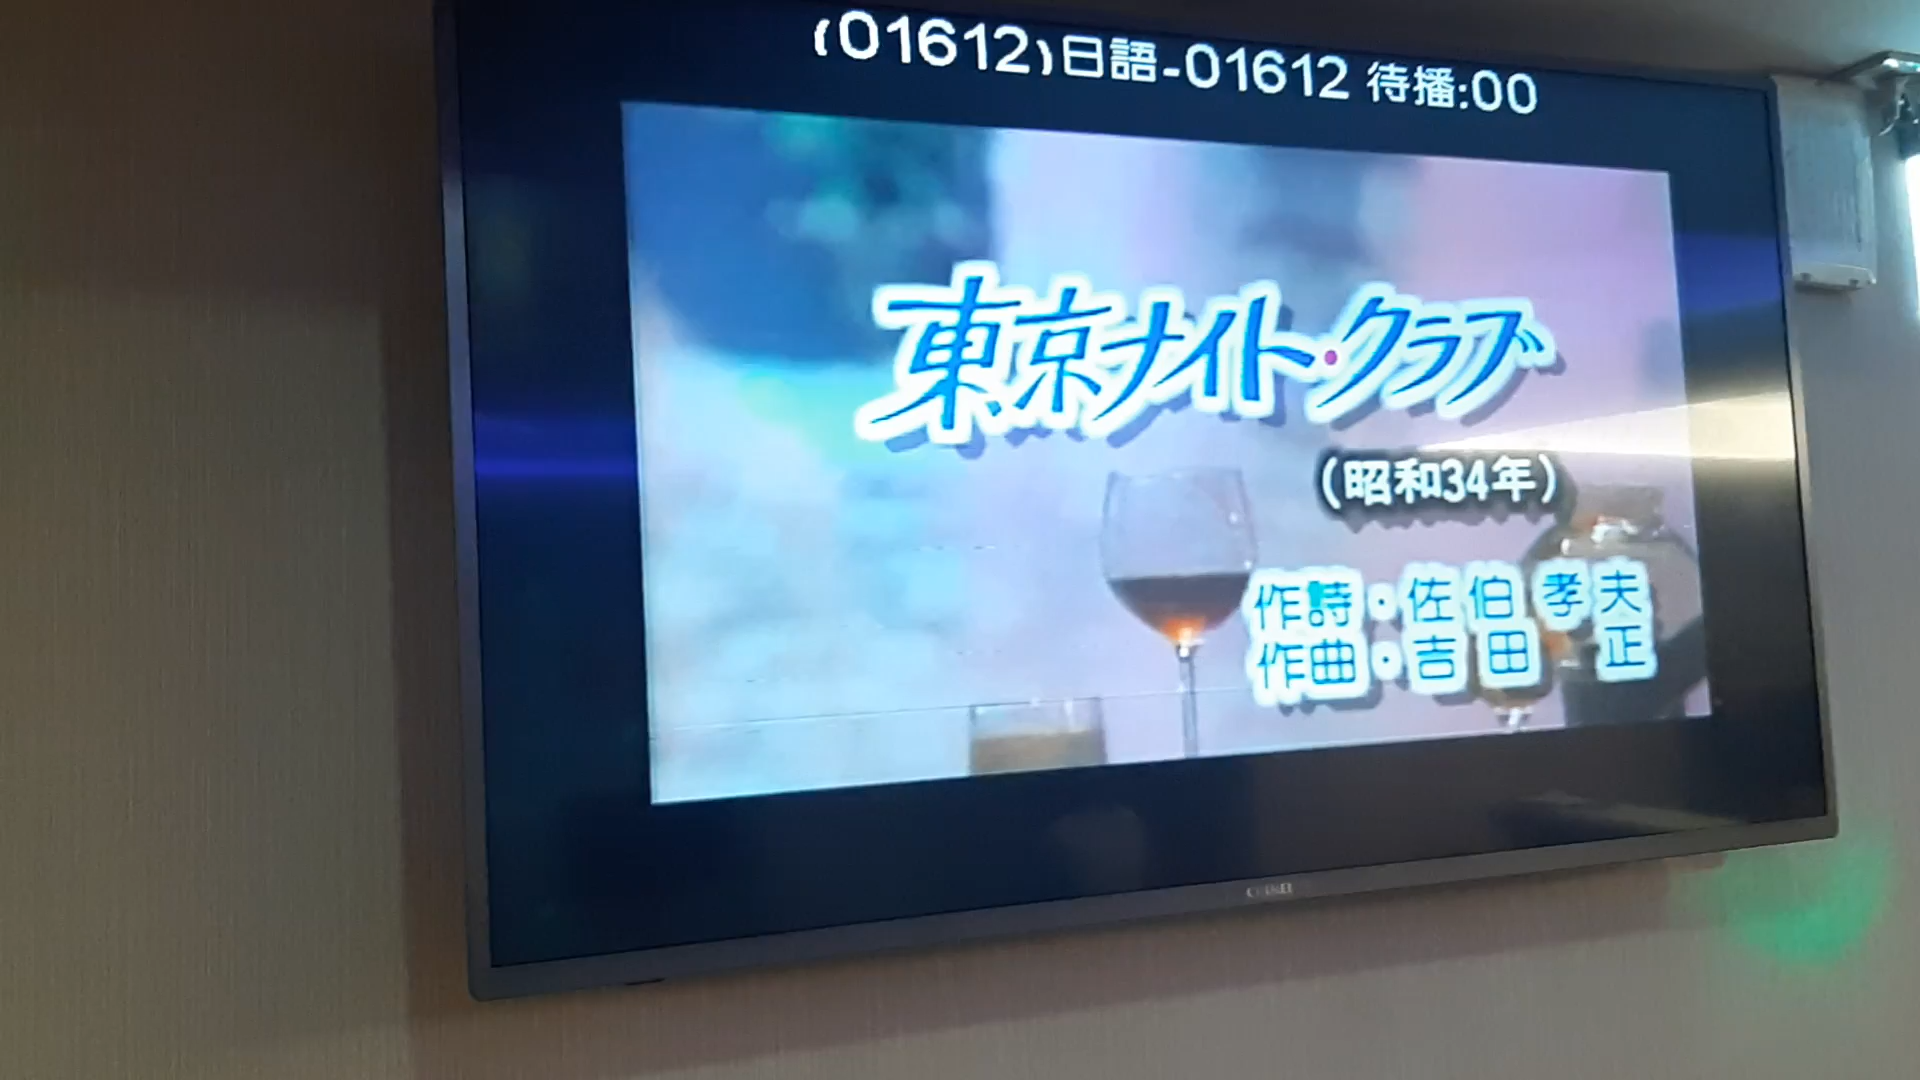 (01612)日語-01612 待播:00
東京ナイト・クラブ
(昭和34年)
作詩・佐伯孝夫
作曲・吉田 正